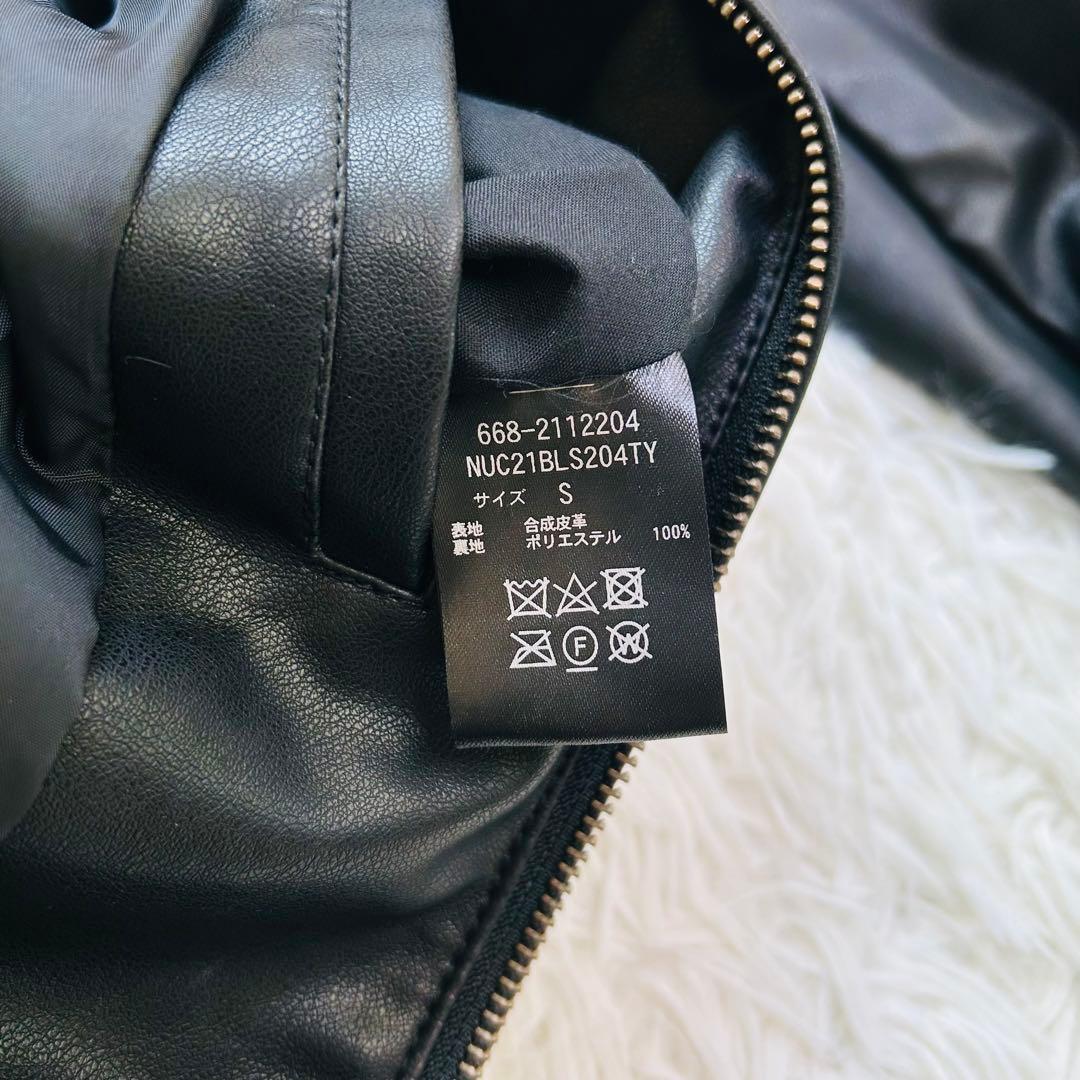 668-2112204
NUC21BLS204TY
サイズ S
表地 合成皮革
裏地 ポリエステル 100%
F
W